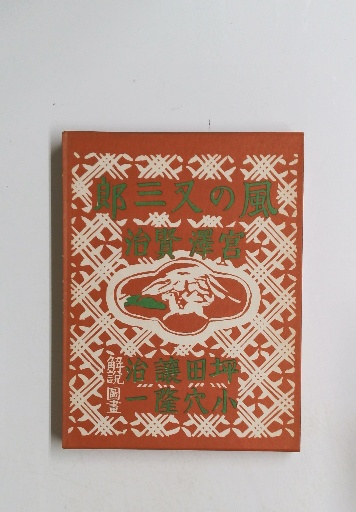 風の又三郎
宮澤賢治
坪田譲治 解説
小穴隆一 圖畫